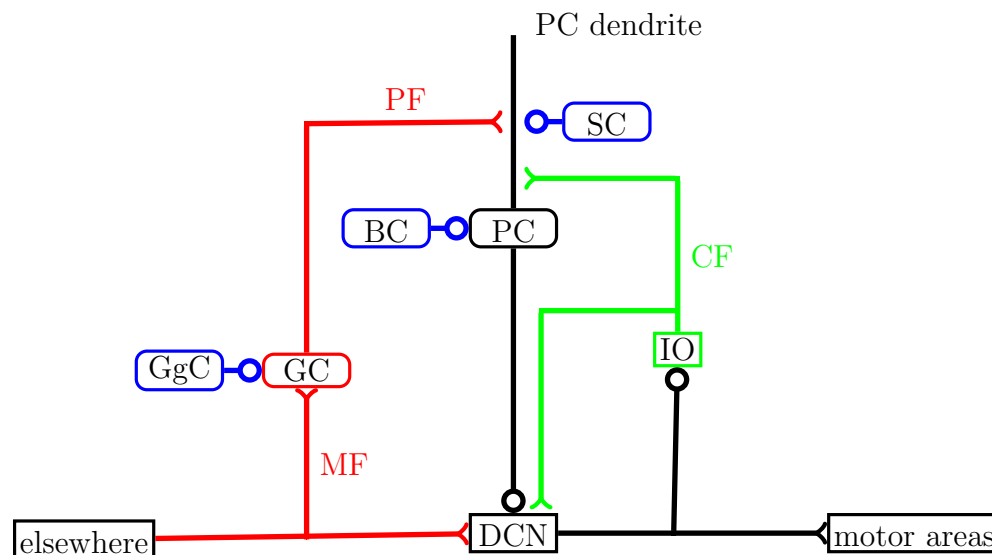 PC dendrite
PF
SC
BC
PC
CF
IO
GgC
GC
MF
elsewhere
DCN
motor areas